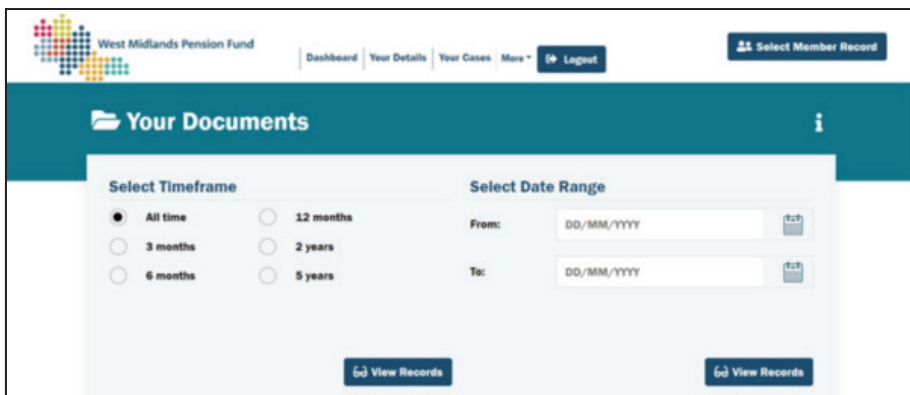 West Midlands Pension Fund
Dashboard Your Details Your Cases More Logout
Select Member Record
Your Documents
Select Timeframe
All time 12 months
3 months 2 years
6 months 5 years
View Records
Select Date Range
From: DD/MM/YYYY
To: DD/MM/YYYY
View Records